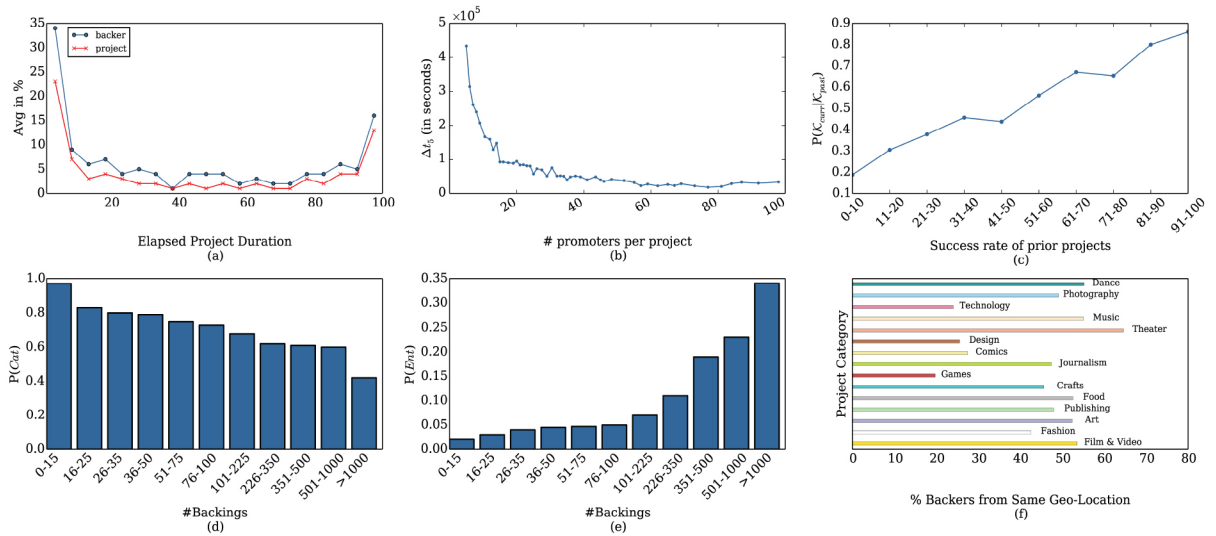 35
30
25
20
15
10
5
0
Avg in %
backer
project
0 20 40 60 80 100
Elapsed Project Duration
(a)
×10⁵
5
4
3
2
1
0
Δt₅ (in seconds)
20 40 60 80 100
# promoters per project
(b)
0.9
0.8
0.7
0.6
0.5
0.4
0.3
0.2
0.1
P(𝒦curr|𝒦past)
0-10 11-20 21-30 31-40 41-50 51-60 61-70 71-80 81-90 91-100
Success rate of prior projects
(c)
1.0
0.8
0.6
0.4
0.2
0.0
P(Cat)
0-15 16-25 26-35 36-50 51-75 76-100 101-225 226-350 351-500 501-1000 >1000
#Backings
(d)
0.35
0.30
0.25
0.20
0.15
0.10
0.05
0.00
P(Ent)
0-15 16-25 26-35 36-50 51-75 76-100 101-225 226-350 351-500 501-1000 >1000
#Backings
(e)
Project Category
Dance
Photography
Technology
Music
Theater
Design
Comics
Journalism
Games
Crafts
Food
Publishing
Art
Fashion
Film & Video
0 10 20 30 40 50 60 70 80
% Backers from Same Geo-Location
(f)